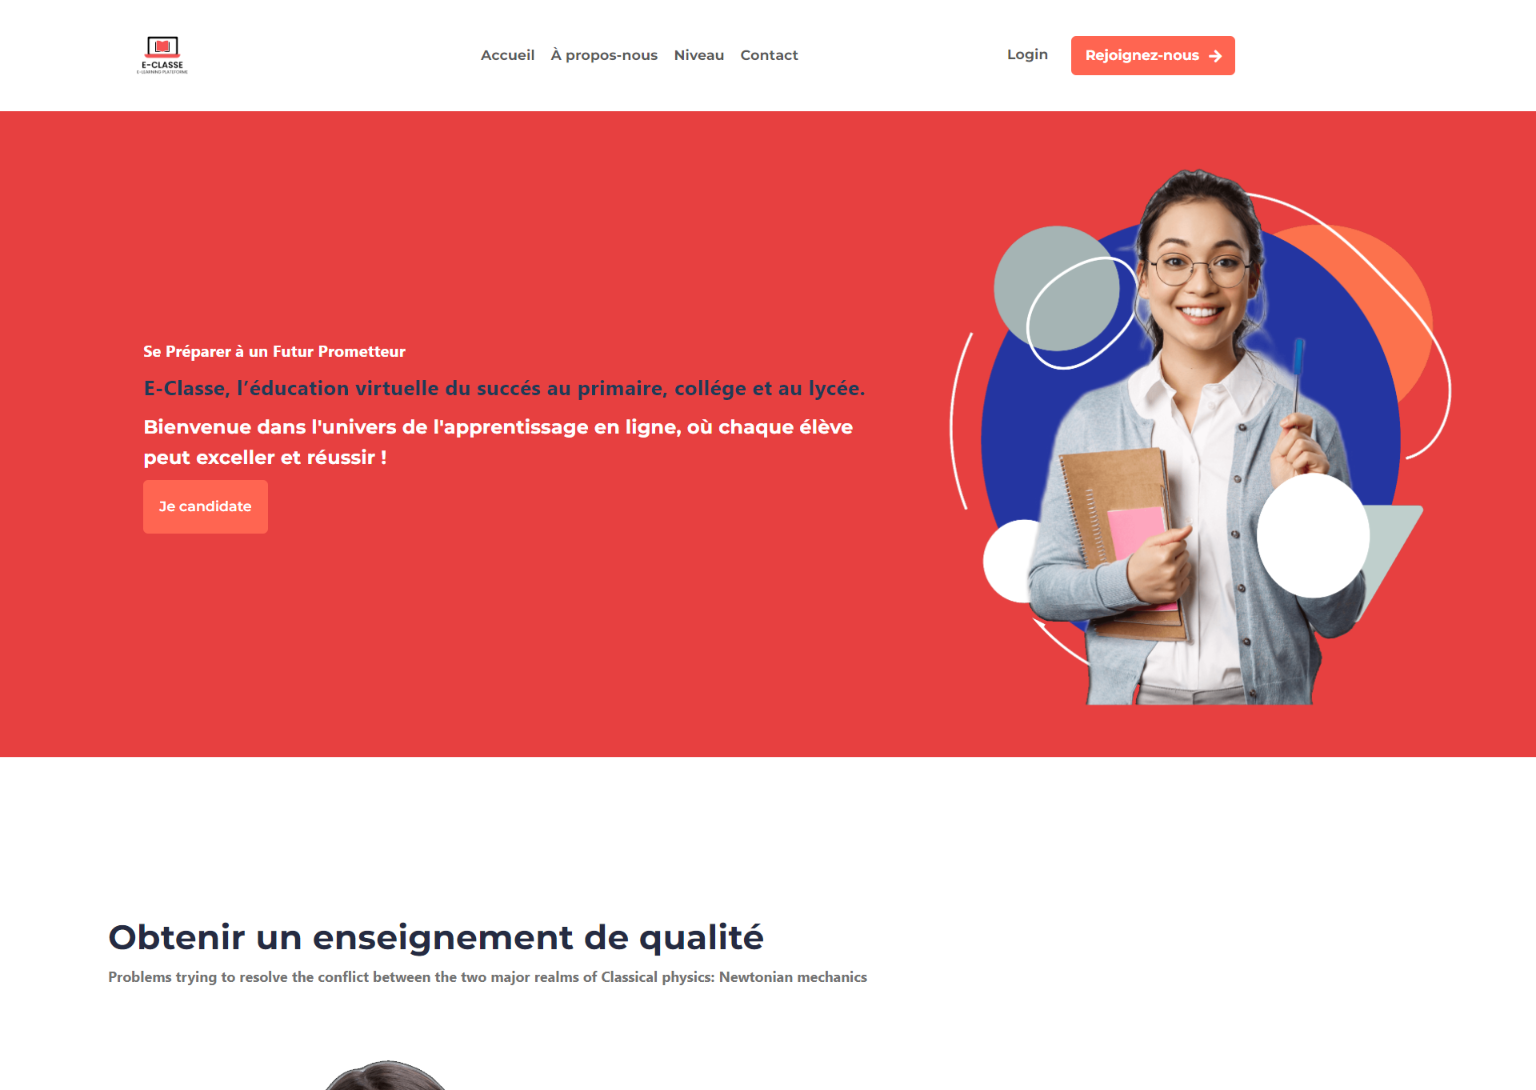 E-CLASSE
E-LEARNING PLATEFORME
Accueil
À propos-nous
Niveau
Contact
Login
Rejoignez-nous
Se Préparer à un Futur Prometteur
E-Classe, l’éducation virtuelle du succés au primaire, collége et au lycée.
Bienvenue dans l'univers de l'apprentissage en ligne, où chaque élève
peut exceller et réussir !
Je candidate
Obtenir un enseignement de qualité
Problems trying to resolve the conflict between the two major realms of Classical physics: Newtonian mechanics